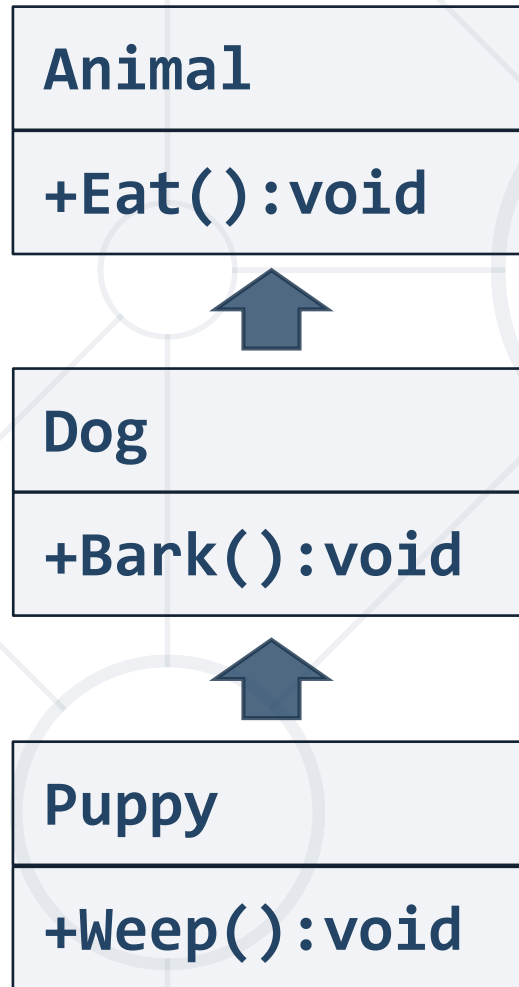 Animal
+Eat():void
Dog
+Bark():void
Puppy
+Weep():void